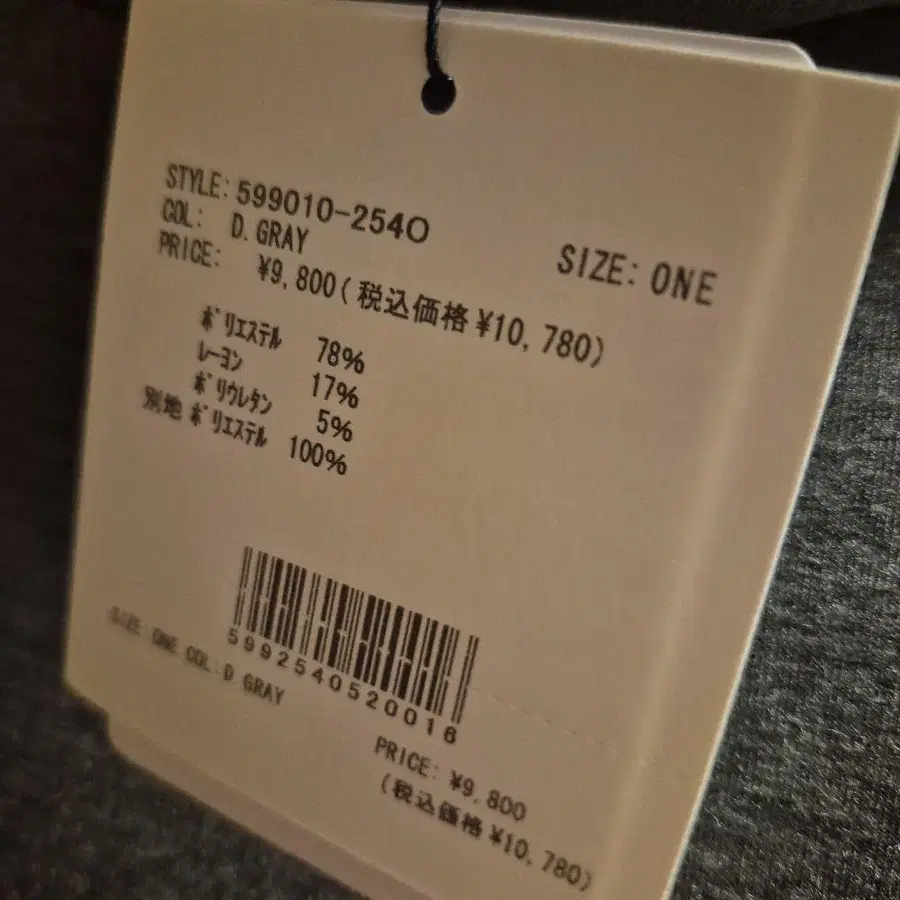 STYLE: 599010-2540
COL: D.GRAY
SIZE: ONE
PRICE: ¥9,800(税込価格¥10,780)
ポリエステル 78%
レーヨン 17%
ポリウレタン 5%
別地 ポリエステル 100%
5992540520016
SIZE: ONE COL: D GRAY
PRICE: ¥9,800
(税込価格¥10,780)